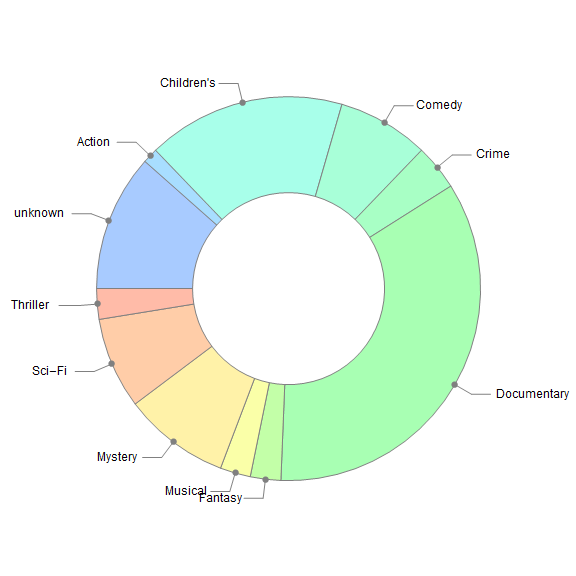 Children's
Comedy
Action
Crime
unknown
Thriller
Sci−Fi
Documentary
Mystery
Musical
Fantasy